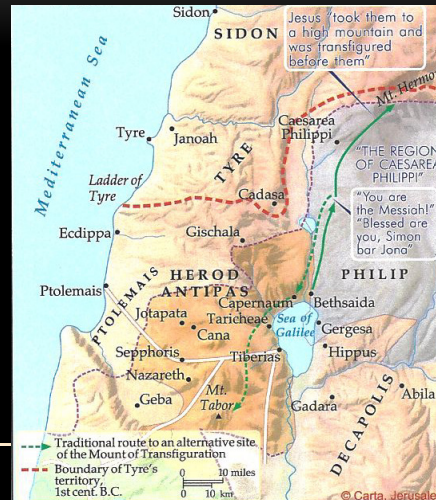 Sidon
SIDON
Jesus "took them to
a high mountain and
was transfigured
before them"
Mediterranean Sea
Mt. Hermo
Caesarea
Philippi
Tyre
Janoah
TYRE
"THE REGION
OF CAESAREA
PHILIPPI"
Ladder of
Tyre
Cadasa
"You are
the Messiah!"
"Blessed are
you, Simon
bar Jona"
Ecdippa
Gischala
PTOLEMAIS
HEROD
ANTIPAS
PHILIP
Ptolemais
Capernaum
Bethsaida
Jotapata
Taricheae
Sea of
Galilee
Cana
Gergesa
Sepphoris
Tiberias
Hippus
Nazareth
Mt.
Tabor
Geba
Gadara
Abila
DECAPOLIS
Traditional route to an alternative site
of the Mount of Transfiguration
Boundary of Tyre's
territory,
1st cent. B.C.
0 10 miles
0 10 km
© Carta, Jerusale